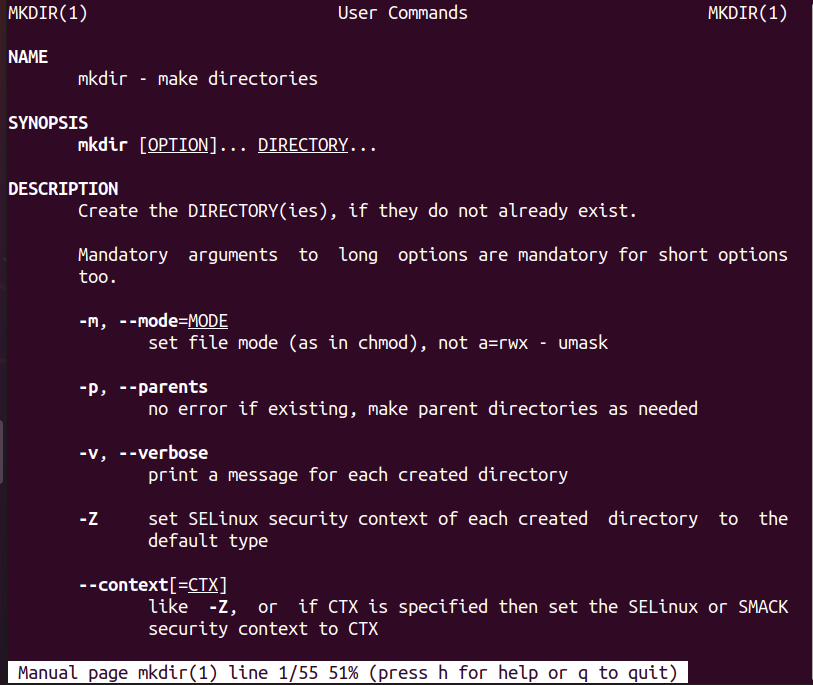 MKDIR(1) User Commands MKDIR(1)
NAME
mkdir - make directories
SYNOPSIS
mkdir [OPTION]... DIRECTORY...
DESCRIPTION
Create the DIRECTORY(ies), if they do not already exist.
Mandatory arguments to long options are mandatory for short options
too.
-m, --mode=MODE
set file mode (as in chmod), not a=rwx - umask
-p, --parents
no error if existing, make parent directories as needed
-v, --verbose
print a message for each created directory
-Z set SELinux security context of each created directory to the
default type
--context[=CTX]
like -Z, or if CTX is specified then set the SELinux or SMACK
security context to CTX
Manual page mkdir(1) line 1/55 51% (press h for help or q to quit)